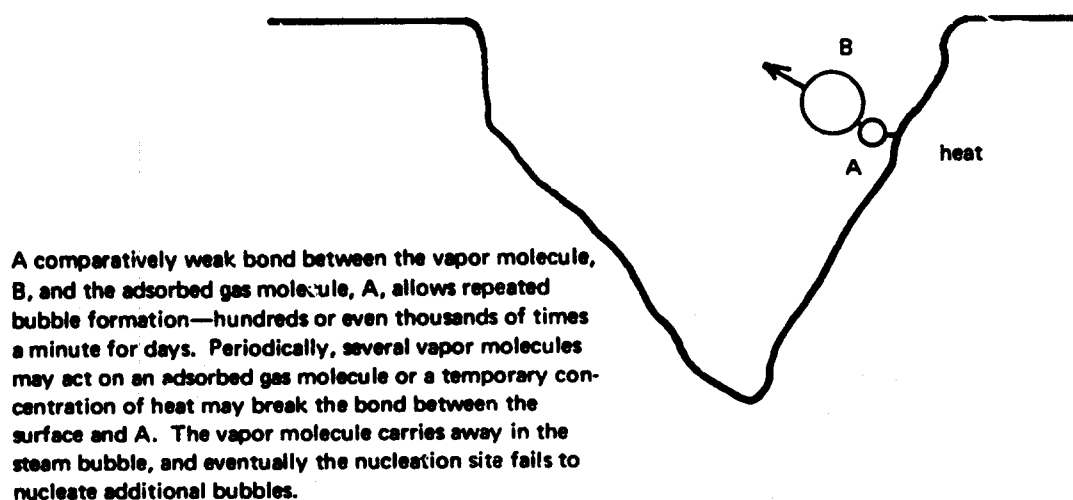 B
heat
A
A comparatively weak bond between the vapor molecule,
B, and the adsorbed gas molecule, A, allows repeated
bubble formation—hundreds or even thousands of times
a minute for days. Periodically, several vapor molecules
may act on an adsorbed gas molecule or a temporary con-
centration of heat may break the bond between the
surface and A. The vapor molecule carries away in the
steam bubble, and eventually the nucleation site fails to
nucleate additional bubbles.